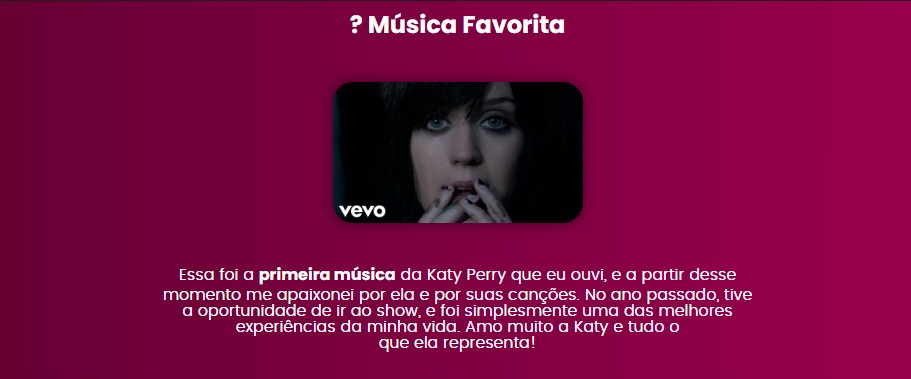 ? Música Favorita
vevo
Essa foi a primeira música da Katy Perry que eu ouvi, e a partir desse
momento me apaixonei por ela e por suas canções. No ano passado, tive
a oportunidade de ir ao show, e foi simplesmente uma das melhores
experiências da minha vida. Amo muito a Katy e tudo o
que ela representa!